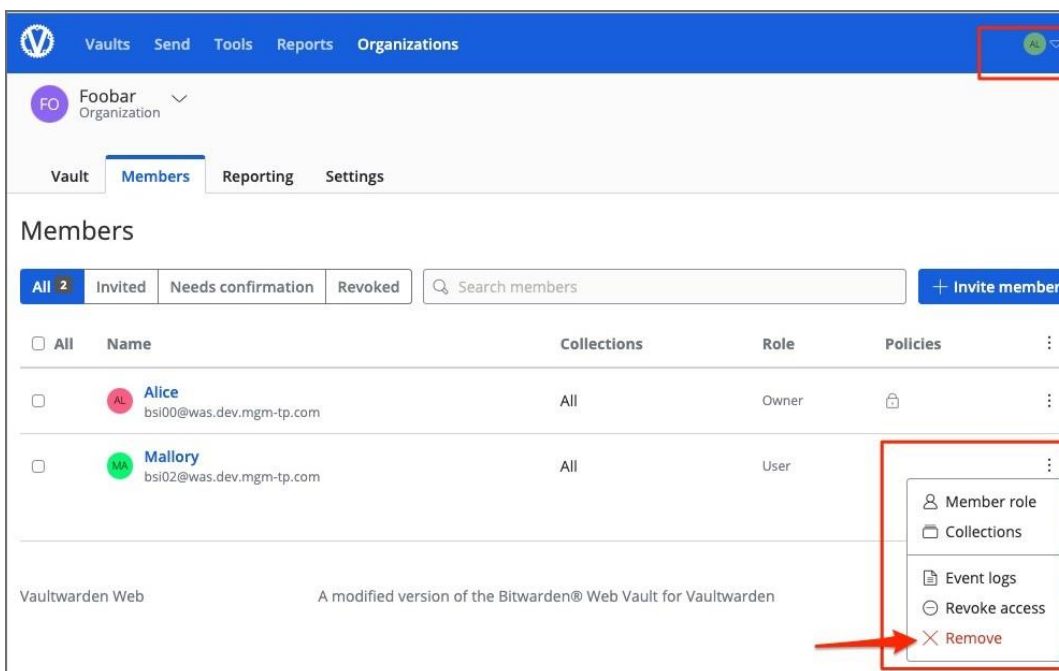 Vaults Send Tools Reports Organizations AL
FO Foobar
Organization
Vault Members Reporting Settings
Members
All 2 Invited Needs confirmation Revoked Search members + Invite member
All Name Collections Role Policies
AL Alice All Owner
bsi00@was.dev.mgm-tp.com
MA Mallory All User
bsi02@was.dev.mgm-tp.com
Member role
Collections
Event logs
Vaultwarden Web A modified version of the Bitwarden® Web Vault for Vaultwarden
Revoke access
Remove